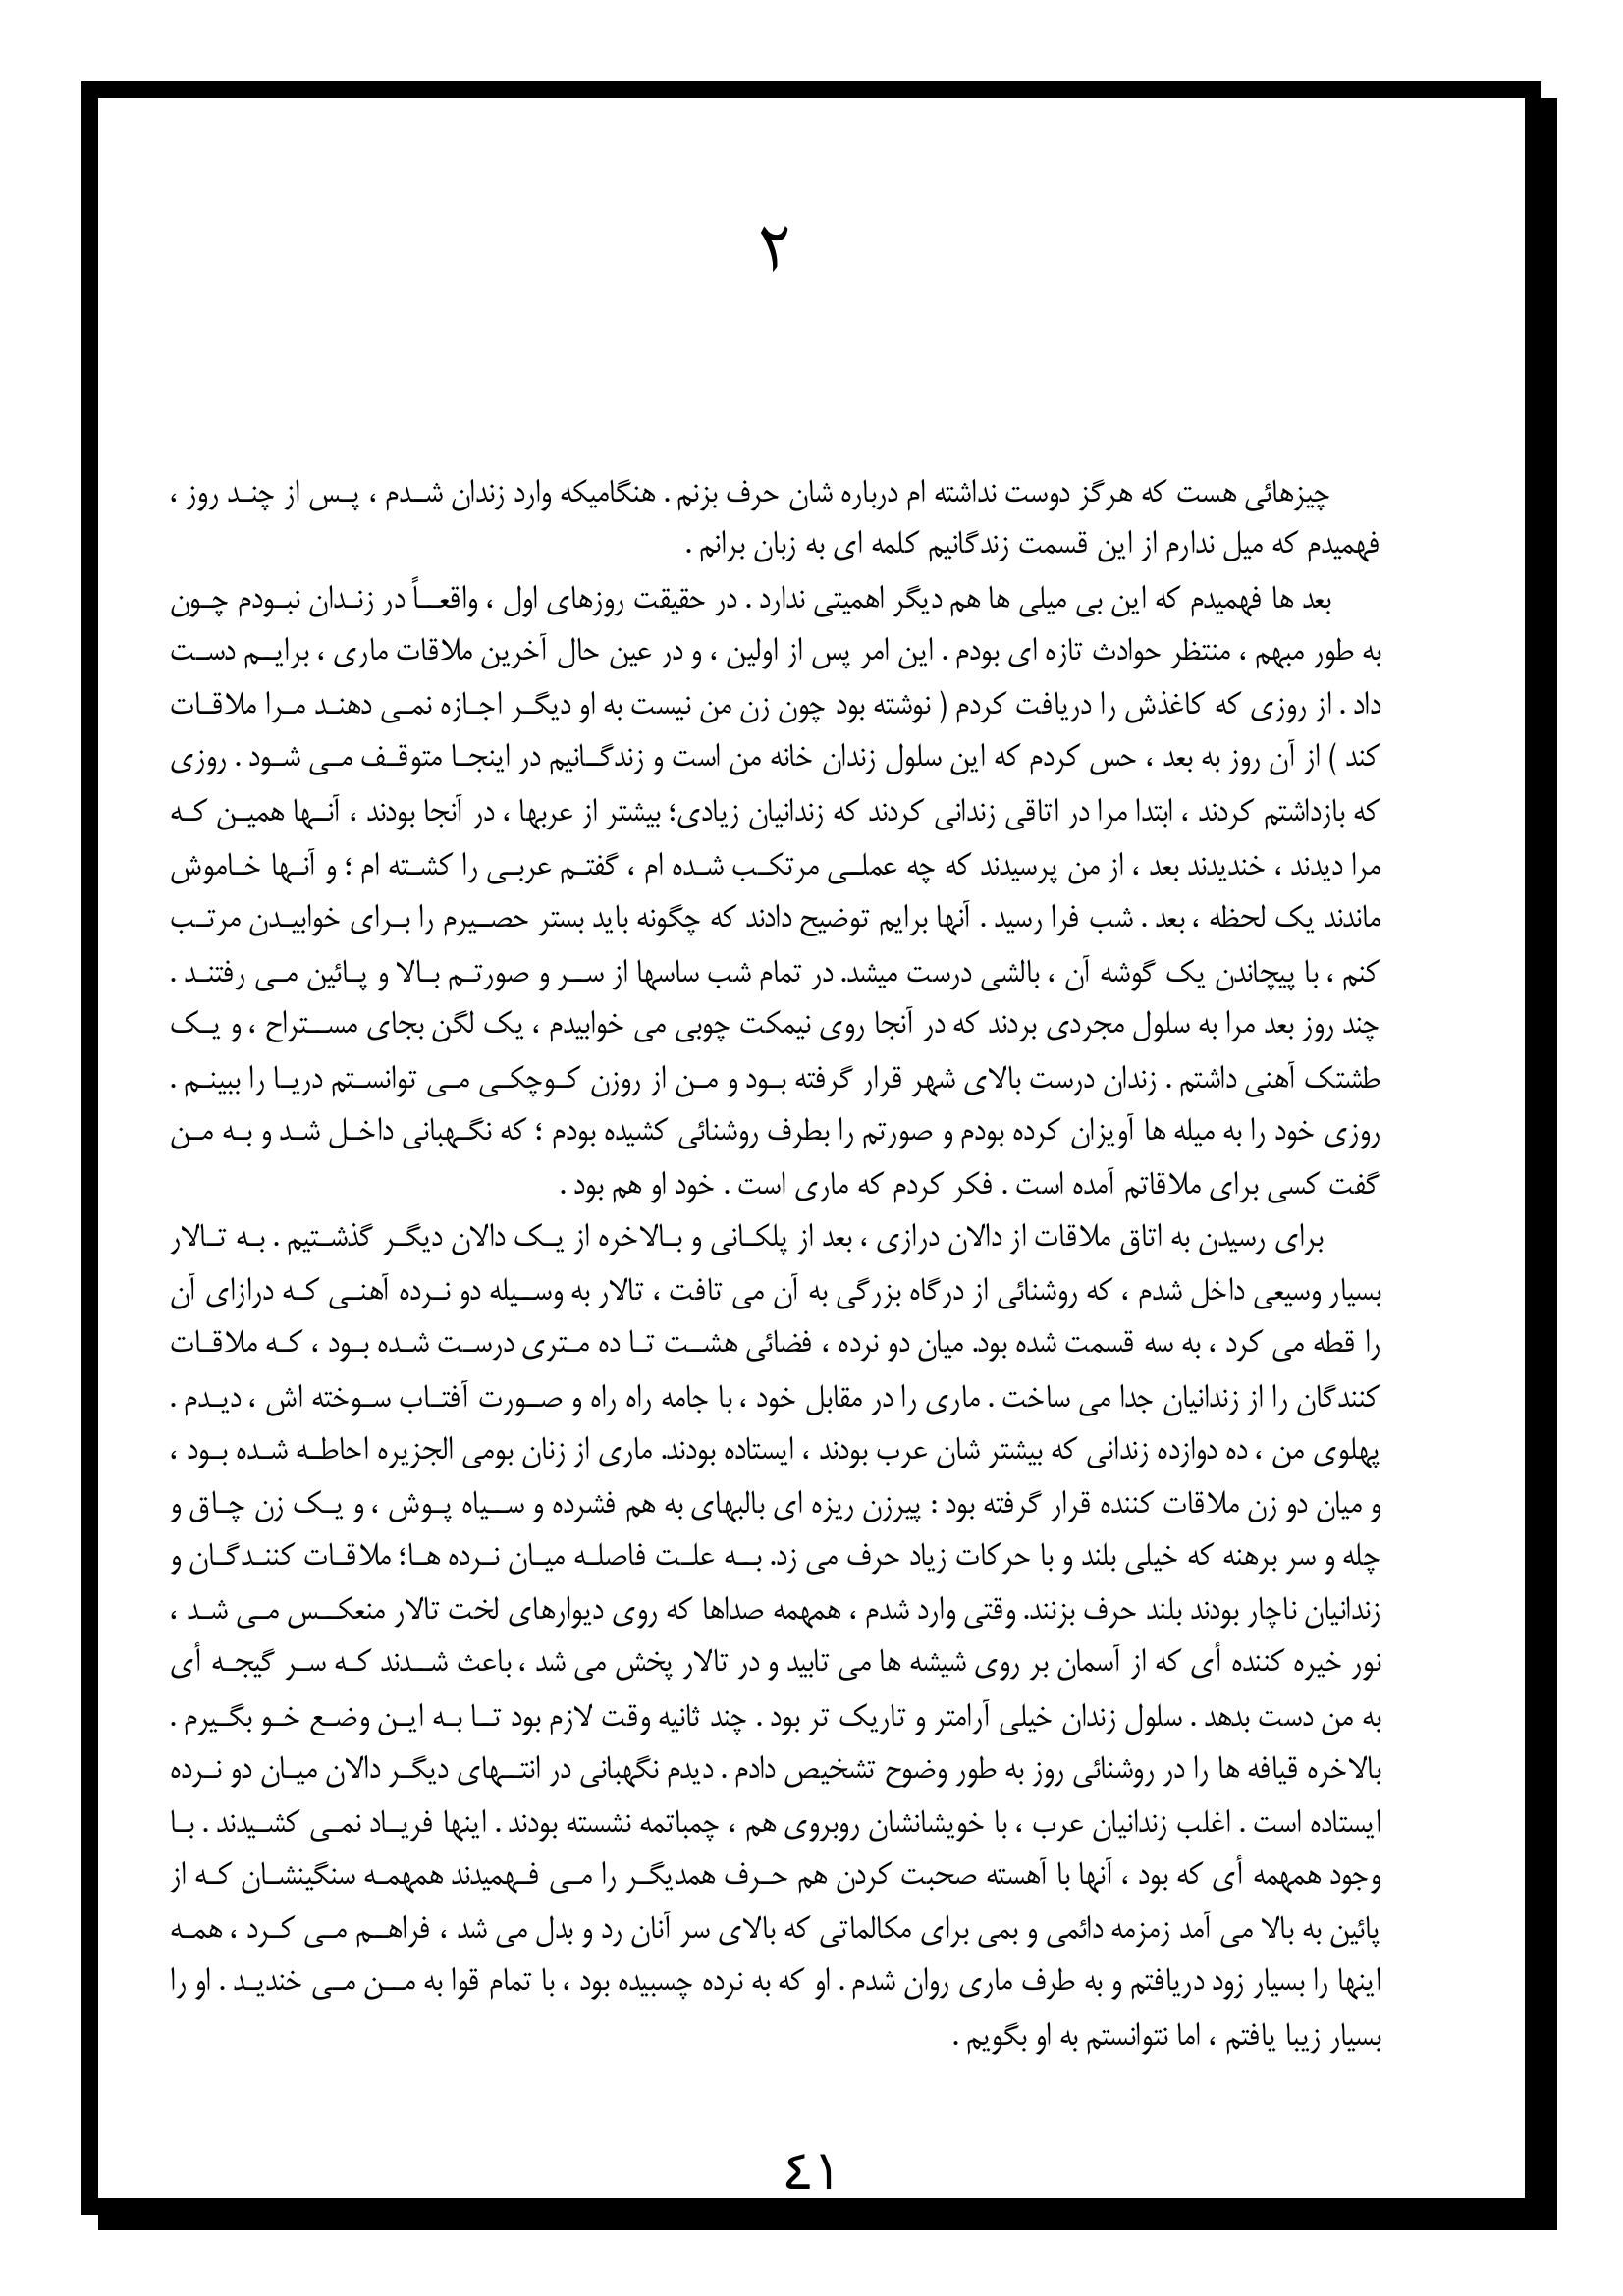 ۲
چیزهائی هست که هرگز دوست نداشته ام درباره شان حرف بزنم . هنگامیکه وارد زندان شدم ، پس از چند روز ،
فهمیدم که میل ندارم از این قسمت زندگانیم کلمه ای به زبان برانم .
بعد ها فهمیدم که این بی میلی ها هم دیگر اهمیتی ندارد . در حقیقت روزهای اول ، واقعاً در زندان نبودم چون
به طور مبهم ، منتظر حوادث تازه ای بودم . این امر پس از اولین ، و در عین حال آخرین ملاقات ماری ، برایم دست
داد . از روزی که کاغذش را دریافت کردم ( نوشته بود چون زن من نیست به او دیگر اجازه نمی دهند مرا ملاقات
کند ) از آن روز به بعد ، حس کردم که این سلول زندان خانه من است و زندگانیم در اینجا متوقف می شود . روزی
که بازداشتم کردند ، ابتدا مرا در اتاقی زندانی کردند که زندانیان زیادی؛ بیشتر از عربها ، در آنجا بودند ، آنها همین که
مرا دیدند ، خندیدند بعد ، از من پرسیدند که چه عملی مرتکب شده ام ، گفتم عربی را کشته ام ؛ و آنها خاموش
ماندند یک لحظه ، بعد . شب فرا رسید . آنها برایم توضیح دادند که چگونه باید بستر حصیرم را برای خوابیدن مرتب
کنم ، با پیچاندن یک گوشه آن ، بالشی درست میشد. در تمام شب ساسها از سر و صورتم بالا و پائین می رفتند .
چند روز بعد مرا به سلول مجردی بردند که در آنجا روی نیمکت چوبی می خوابیدم ، یک لگن بجای مستراح ، و یک
طشتک آهنی داشتم . زندان درست بالای شهر قرار گرفته بود و من از روزن کوچکی می توانستم دریا را ببینم .
روزی خود را به میله ها آویزان کرده بودم و صورتم را بطرف روشنائی کشیده بودم ؛ که نگهبانی داخل شد و به من
گفت کسی برای ملاقاتم آمده است . فکر کردم که ماری است . خود او هم بود .
برای رسیدن به اتاق ملاقات از دالان درازی ، بعد از پلکانی و بالاخره از یک دالان دیگر گذشتیم . به تالار
بسیار وسیعی داخل شدم ، که روشنائی از درگاه بزرگی به آن می تافت ، تالار به وسیله دو نرده آهنی که درازای آن
را قطه می کرد ، به سه قسمت شده بود. میان دو نرده ، فضائی هشت تا ده متری درست شده بود ، که ملاقات
کنندگان را از زندانیان جدا می ساخت . ماری را در مقابل خود ، با جامه راه راه و صورت آفتاب سوخته اش ، دیدم .
پهلوی من ، ده دوازده زندانی که بیشتر شان عرب بودند ، ایستاده بودند. ماری از زنان بومی الجزیره احاطه شده بود ،
و میان دو زن ملاقات کننده قرار گرفته بود : پیرزن ریزه ای بالبهای به هم فشرده و سیاه پوش ، و یک زن چاق و
چله و سر برهنه که خیلی بلند و با حرکات زیاد حرف می زد. به علت فاصله میان نرده ها؛ ملاقات کنندگان و
زندانیان ناچار بودند بلند حرف بزنند. وقتی وارد شدم ، همهمه صداها که روی دیوارهای لخت تالار منعکس می شد ،
نور خیره کننده أی که از آسمان بر روی شیشه ها می تابید و در تالار پخش می شد ، باعث شدند که سر گیجه أی
به من دست بدهد . سلول زندان خیلی آرامتر و تاریک تر بود . چند ثانیه وقت لازم بود تا به این وضع خو بگیرم .
بالاخره قیافه ها را در روشنائی روز به طور وضوح تشخیص دادم . دیدم نگهبانی در انتهای دیگر دالان میان دو نرده
ایستاده است . اغلب زندانیان عرب ، با خویشانشان روبروی هم ، چمباتمه نشسته بودند . اینها فریاد نمی کشیدند . با
وجود همهمه أی که بود ، آنها با آهسته صحبت کردن هم حرف همدیگر را می فهمیدند همهمه سنگینشان که از
پائین به بالا می آمد زمزمه دائمی و بمی برای مکالماتی که بالای سر آنان رد و بدل می شد ، فراهم می کرد ، همه
اینها را بسیار زود دریافتم و به طرف ماری روان شدم . او که به نرده چسبیده بود ، با تمام قوا به من می خندید . او را
بسیار زیبا یافتم ، اما نتوانستم به او بگویم .
٤١